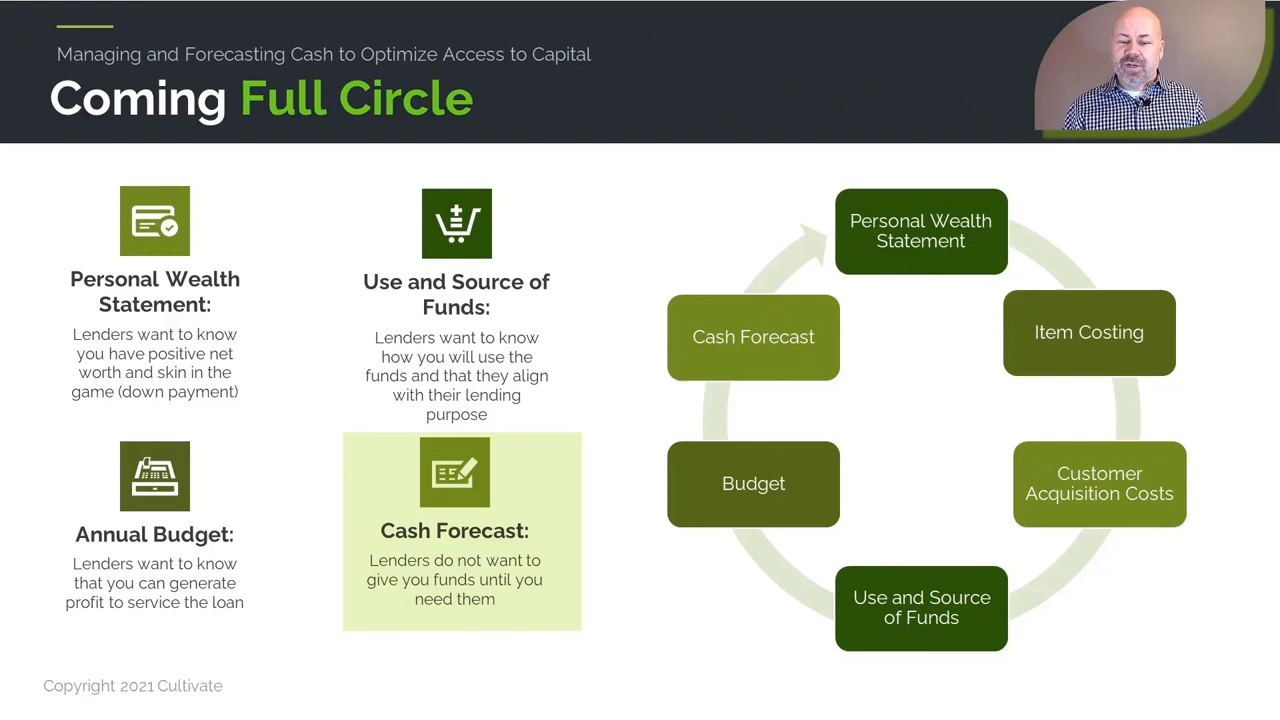 Managing and Forecasting Cash to Optimize Access to Capital
Coming Full Circle
Personal Wealth
Statement:
Lenders want to know
you have positive net
worth and skin in the
game (down payment)
Use and Source of
Funds:
Lenders want to know
how you will use the
funds and that they align
with their lending
purpose
Annual Budget:
Lenders want to know
that you can generate
profit to service the loan
Cash Forecast:
Lenders do not want to
give you funds until you
need them
Personal Wealth
Statement
Item Costing
Customer
Acquisition Costs
Use and Source
of Funds
Budget
Cash Forecast
Copyright 2021 Cultivate